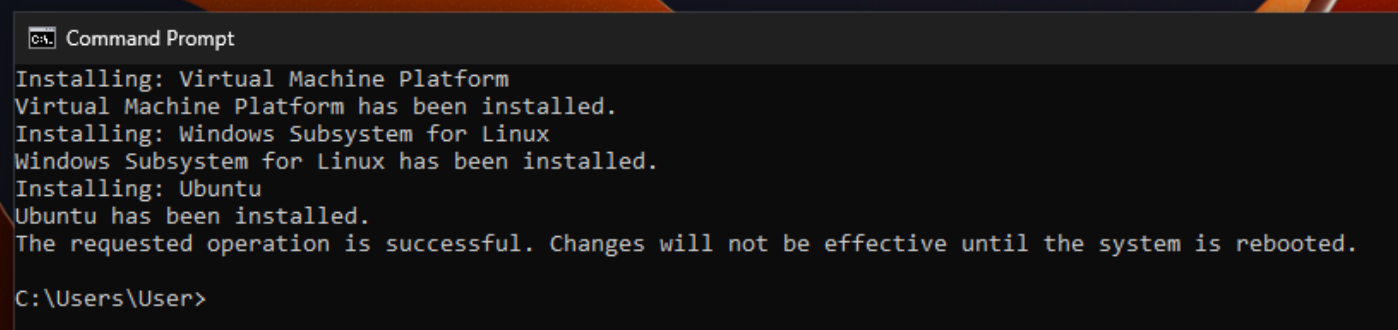 Command Prompt
Installing: Virtual Machine Platform
Virtual Machine Platform has been installed.
Installing: Windows Subsystem for Linux
Windows Subsystem for Linux has been installed.
Installing: Ubuntu
Ubuntu has been installed.
The requested operation is successful. Changes will not be effective until the system is rebooted.
C:\Users\User>